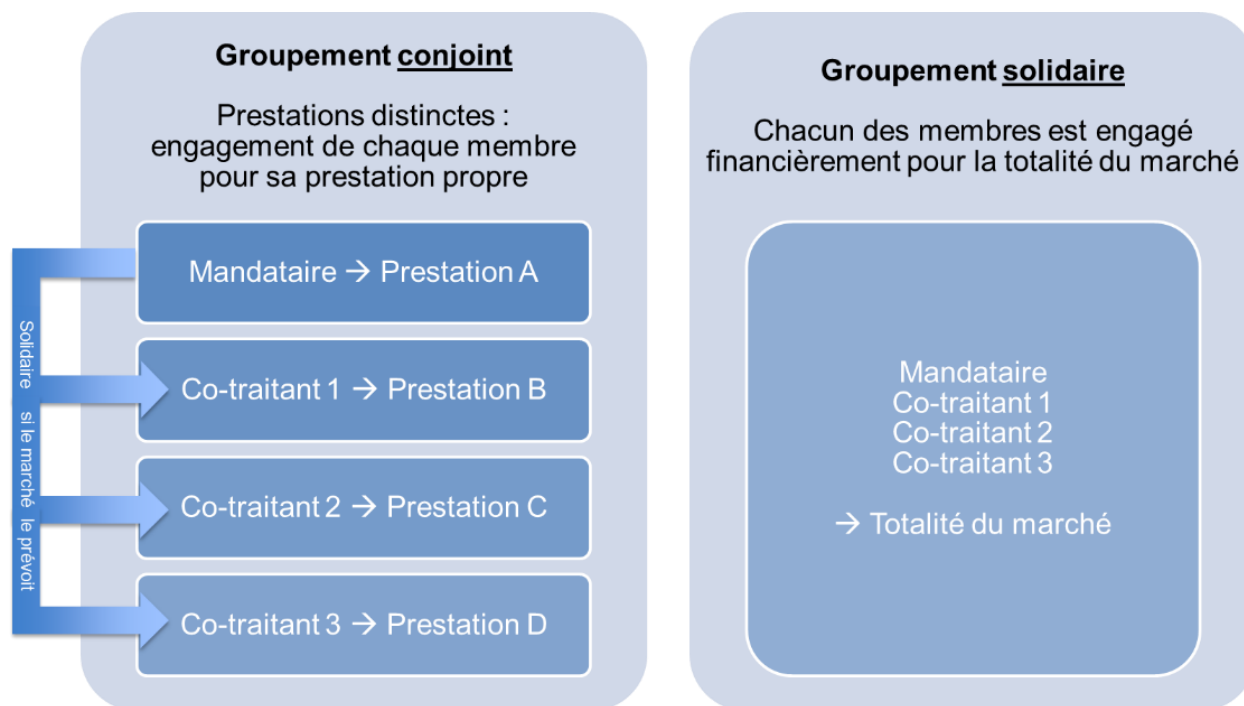 Groupement conjoint
Prestations distinctes :
engagement de chaque membre
pour sa prestation propre
Mandataire → Prestation A
Co-traitant 1 → Prestation B
Co-traitant 2 → Prestation C
Co-traitant 3 → Prestation D
Solidaire si le marché le prévoit
Groupement solidaire
Chacun des membres est engagé
financièrement pour la totalité du marché
Mandataire
Co-traitant 1
Co-traitant 2
Co-traitant 3
→ Totalité du marché